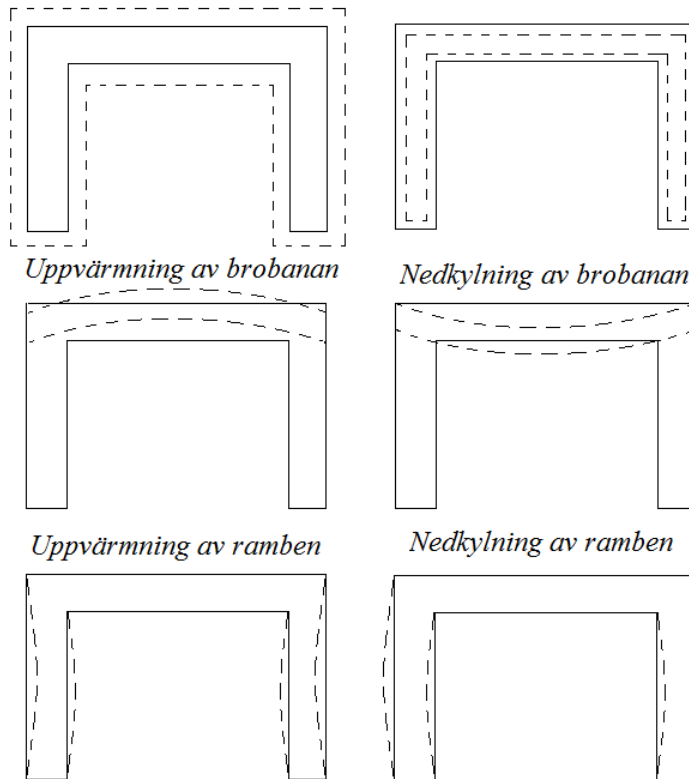 Uppvärmning av brobanan
Nedkylning av brobanan
Uppvärmning av ramben
Nedkylning av ramben